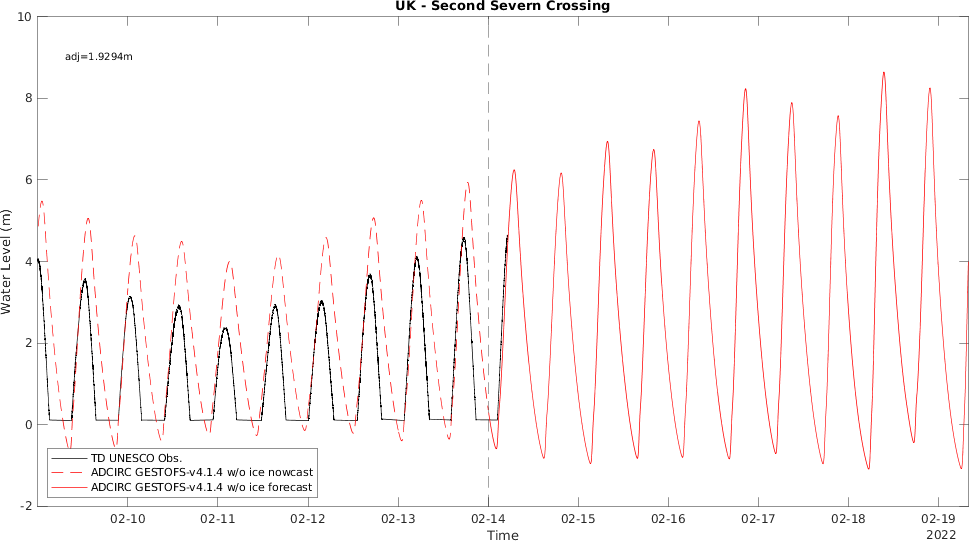 UK - Second Severn Crossing
10
8
6
4
2
0
-2
Water Level (m)
adj=1.9294m
TD UNESCO Obs.
ADCIRC GESTOFS-v4.1.4 w/o ice nowcast
ADCIRC GESTOFS-v4.1.4 w/o ice forecast
02-10 02-11 02-12 02-13 02-14 02-15 02-16 02-17 02-18 02-19
Time
2022